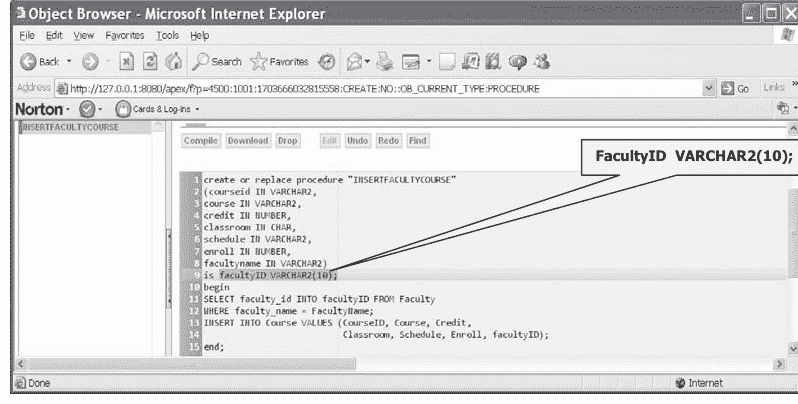 Object Browser - Microsoft Internet Explorer
File Edit View Favorites Tools Help
Back Search Favorites
Address http://127.0.0.1:8080/apex/f?p=4500:1001:1703666032815558:CREATE:NO::OB_CURRENT_TYPE:PROCEDURE Go Links »
Norton Cards & Log-ins
INSERTFACULTYCOURSE
Compile Download Drop Edit Undo Redo Find
FacultyID VARCHAR2(10);
1 create or replace procedure "INSERTFACULTYCOURSE"
2 (courseid IN VARCHAR2,
3 course IN VARCHAR2,
4 credit IN NUMBER,
5 classroom IN CHAR,
6 schedule IN VARCHAR2,
7 enroll IN NUMBER,
8 facultyname IN VARCHAR2)
9 is facultyID VARCHAR2(10);
10 begin
11 SELECT faculty_id INTO facultyID FROM Faculty
12 WHERE faculty_name = FacultyName;
13 INSERT INTO Course VALUES (CourseID, Course, Credit,
14 Classroom, Schedule, Enroll, facultyID);
15 end;
Done Internet